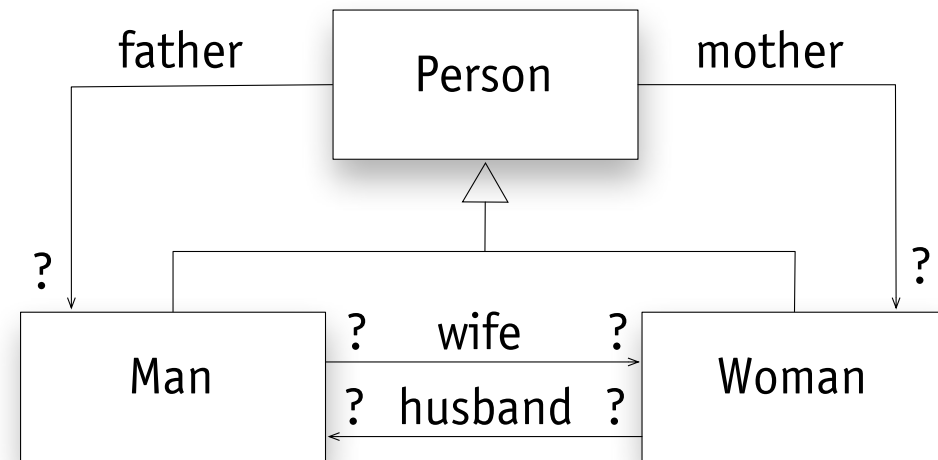 father
Person
mother
?
?
? wife ?
Man
Woman
? husband ?